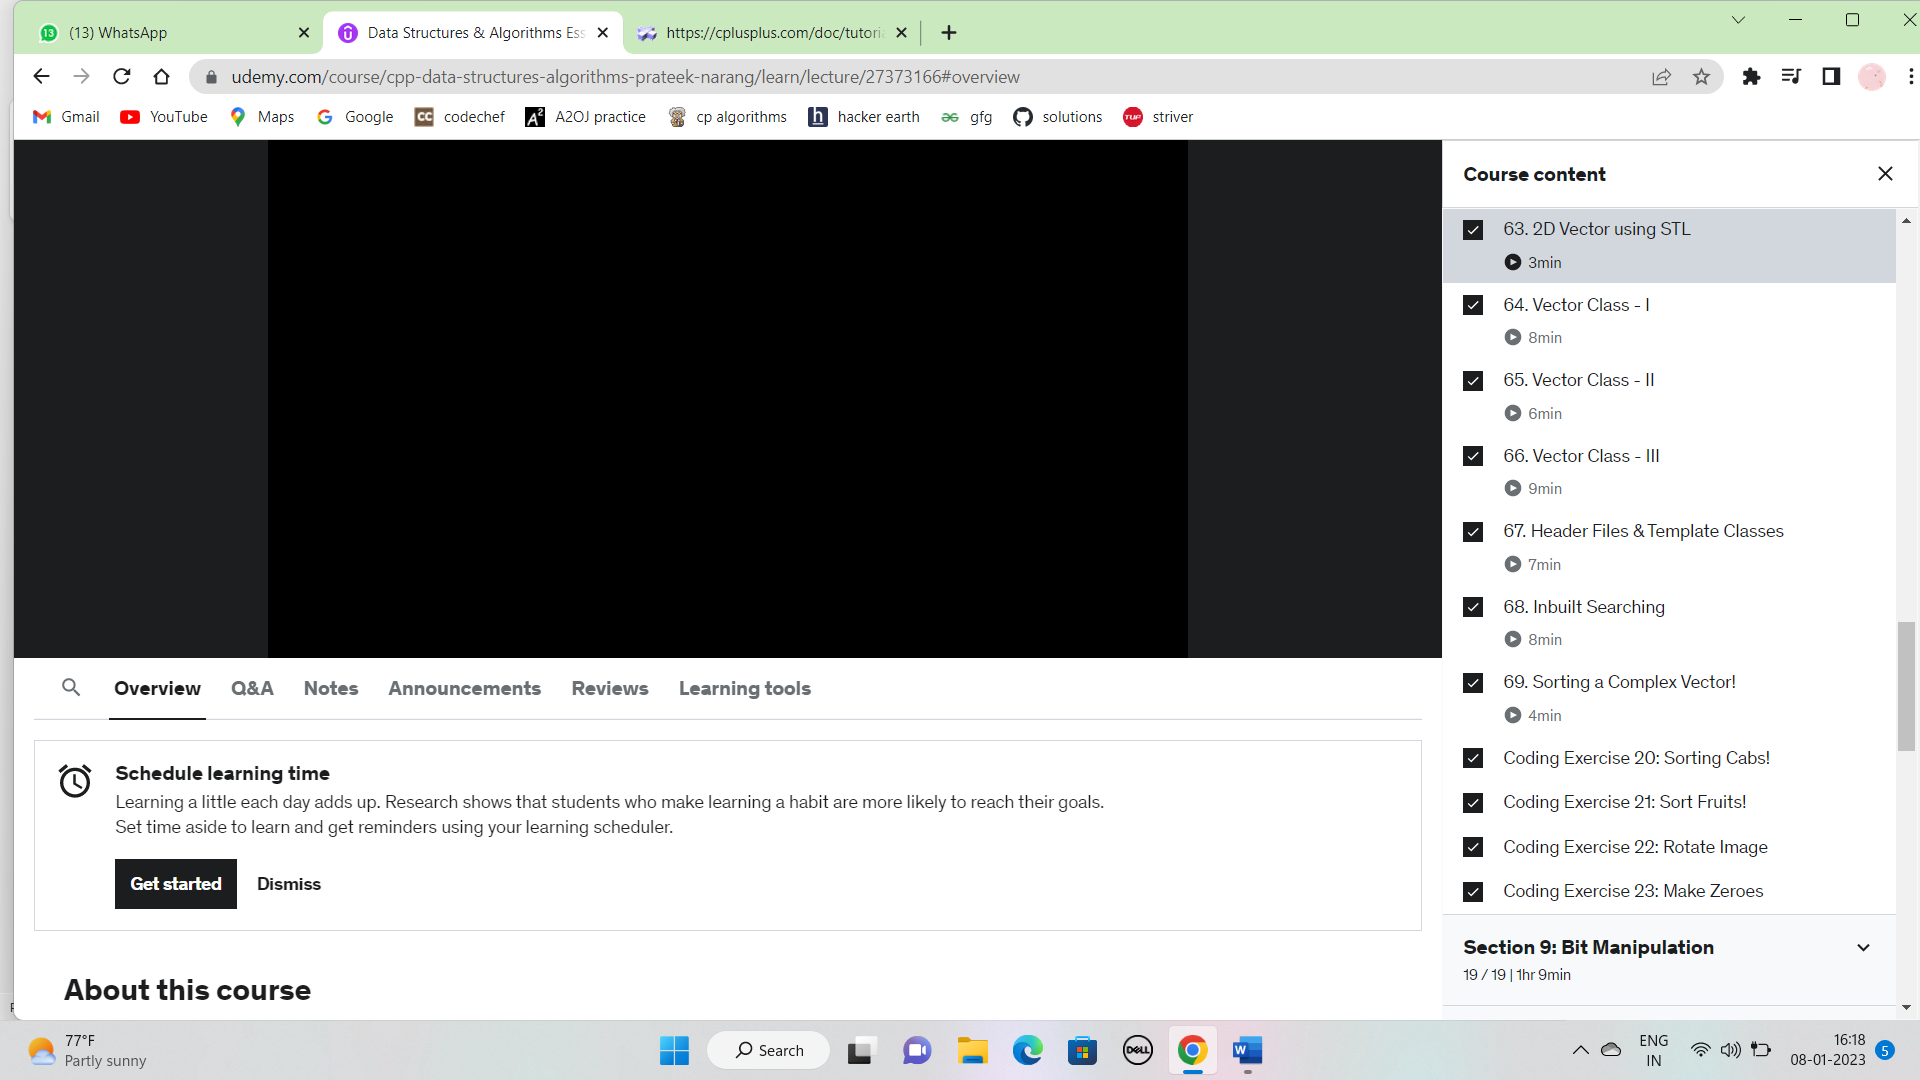 13
(13) WhatsApp
Data Structures & Algorithms Ess
https://cplusplus.com/doc/tutoria
udemy.com/course/cpp-data-structures-algorithms-prateek-narang/learn/lecture/27373166#overview
Gmail
YouTube
Maps
Google
CC codechef
A2 A2OJ practice
cp algorithms
h hacker earth
gfg
solutions
TUF striver
Course content
63. 2D Vector using STL
3min
64. Vector Class - I
8min
65. Vector Class - II
6min
66. Vector Class - III
9min
67. Header Files & Template Classes
7min
68. Inbuilt Searching
8min
69. Sorting a Complex Vector!
4min
Coding Exercise 20: Sorting Cabs!
Coding Exercise 21: Sort Fruits!
Coding Exercise 22: Rotate Image
Coding Exercise 23: Make Zeroes
Section 9: Bit Manipulation
19 / 19 | 1hr 9min
Overview
Q&A
Notes
Announcements
Reviews
Learning tools
Schedule learning time
Learning a little each day adds up. Research shows that students who make learning a habit are more likely to reach their goals.
Set time aside to learn and get reminders using your learning scheduler.
Get started
Dismiss
About this course
77°F
Partly sunny
Search
DELL
W
ENG
IN
16:18
08-01-2023
5